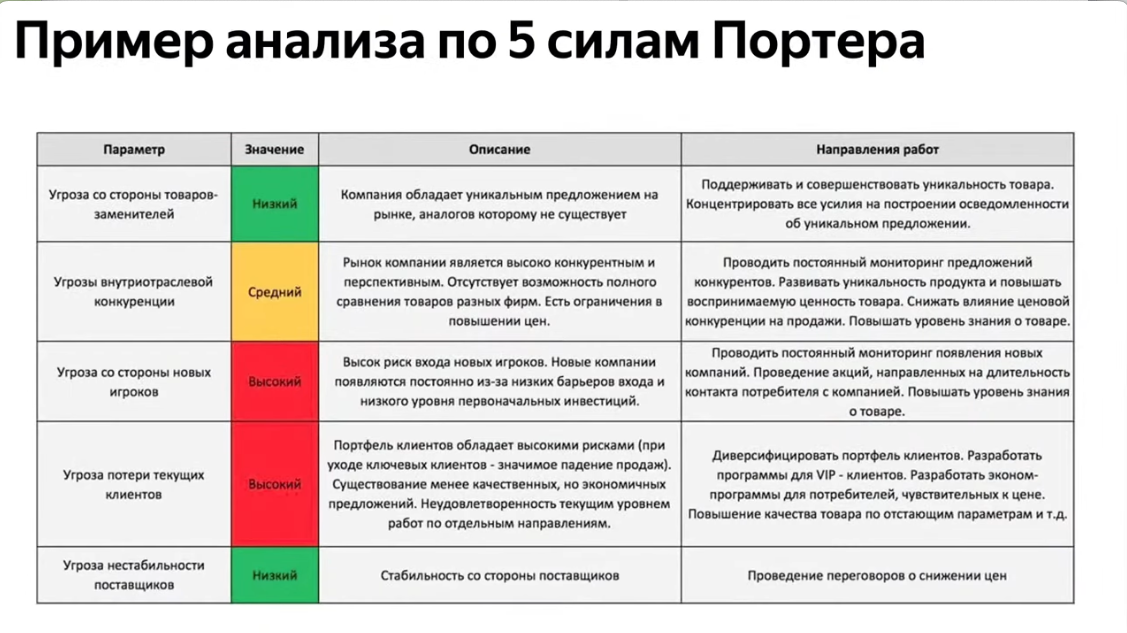 Пример анализа по 5 силам Портера
Параметр
Значение
Описание
Направления работ
Угроза со стороны товаров-
заменителей
Низкий
Компания обладает уникальным предложением на
рынке, аналогов которому не существует
Поддерживать и совершенствовать уникальность товара.
Концентрировать все усилия на построении осведомленности
об уникальном предложении.
Угрозы внутриотраслевой
конкуренции
Средний
Рынок компании является высоко конкурентным и
перспективным. Отсутствует возможность полного
сравнения товаров разных фирм. Есть ограничения в
повышении цен.
Проводить постоянный мониторинг предложений
конкурентов. Развивать уникальность продукта и повышать
воспринимаемую ценность товара. Снижать влияние ценовой
конкуренции на продажи. Повышать уровень знания о товаре.
Угроза со стороны новых
игроков
Высокий
Высок риск входа новых игроков. Новые компании
появляются постоянно из-за низких барьеров входа и
низкого уровня первоначальных инвестиций.
Проводить постоянный мониторинг появления новых
компаний. Проведение акций, направленных на длительность
контакта потребителя с компанией. Повышать уровень знания
о товаре.
Угроза потери текущих
клиентов
Высокий
Портфель клиентов обладает высокими рисками (при
уходе ключевых клиентов - значимое падение продаж).
Существование менее качественных, но экономичных
предложений. Неудовлетворенность текущим уровнем
работ по отдельным направлениям.
Диверсифицировать портфель клиентов. Разработать
программы для VIP - клиентов. Разработать эконом-
программы для потребителей, чувствительных к цене.
Повышение качества товара по отстающим параметрам и т.д.
Угроза нестабильности
поставщиков
Низкий
Стабильность со стороны поставщиков
Проведение переговоров о снижении цен